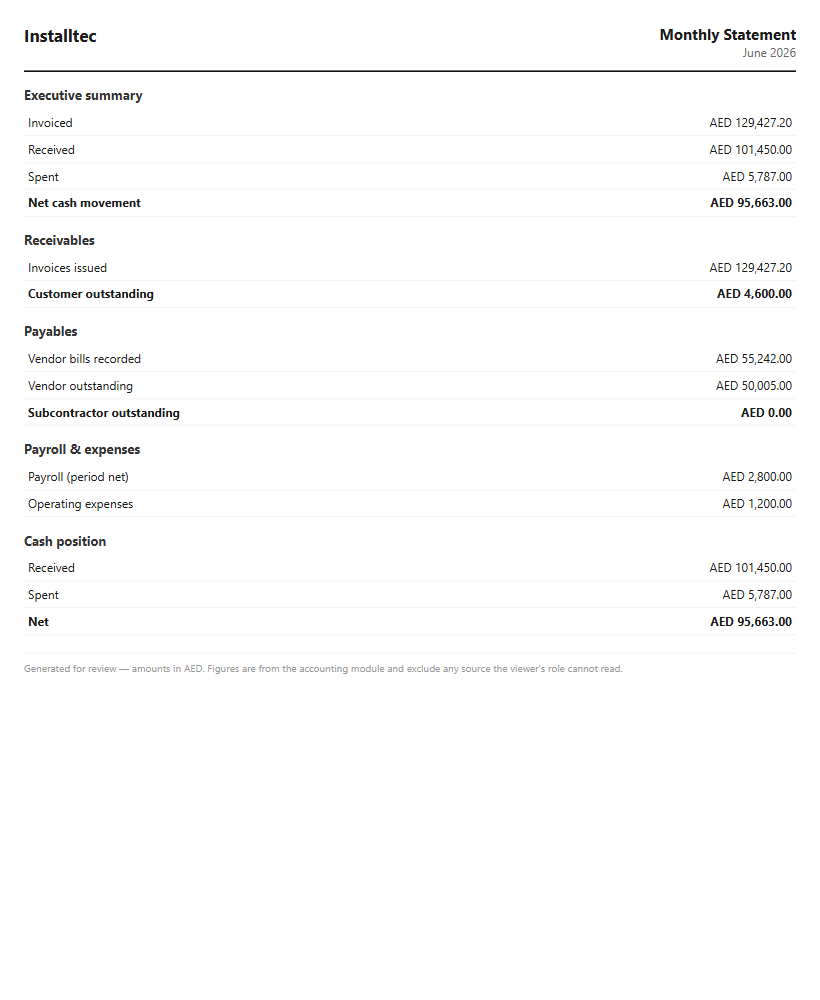 Installtec
Monthly Statement
June 2026
Executive summary
Invoiced AED 129,427.20
Received AED 101,450.00
Spent AED 5,787.00
Net cash movement AED 95,663.00
Receivables
Invoices issued AED 129,427.20
Customer outstanding AED 4,600.00
Payables
Vendor bills recorded AED 55,242.00
Vendor outstanding AED 50,005.00
Subcontractor outstanding AED 0.00
Payroll & expenses
Payroll (period net) AED 2,800.00
Operating expenses AED 1,200.00
Cash position
Received AED 101,450.00
Spent AED 5,787.00
Net AED 95,663.00
Generated for review — amounts in AED. Figures are from the accounting module and exclude any source the viewer's role cannot read.